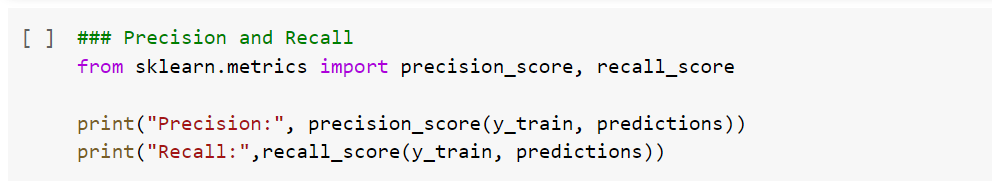 [ ] ### Precision and Recall
from sklearn.metrics import precision_score, recall_score
print("Precision:", precision_score(y_train, predictions))
print("Recall:",recall_score(y_train, predictions))